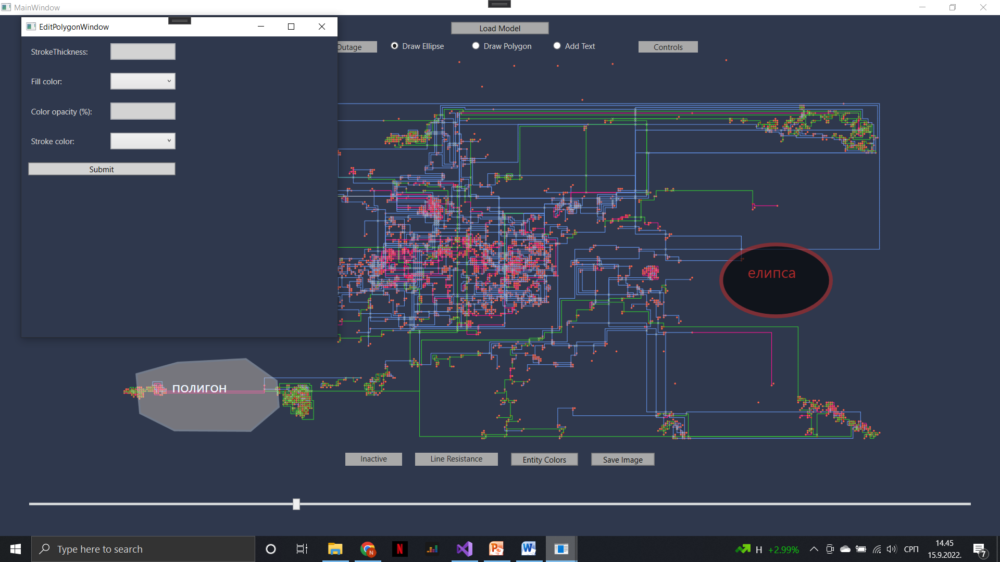 MainWindow
EditPolygonWindow
Load Model
Outage
Draw Ellipse
Draw Polygon
Add Text
Controls
StrokeThickness:
Fill color:
Color opacity (%):
Stroke color:
Submit
елипса
ПОЛИГОН
Inactive
Line Resistance
Entity Colors
Save Image
Type here to search
N
N
P
W
H +2.99%
СРП
14.45
15.9.2022.
7